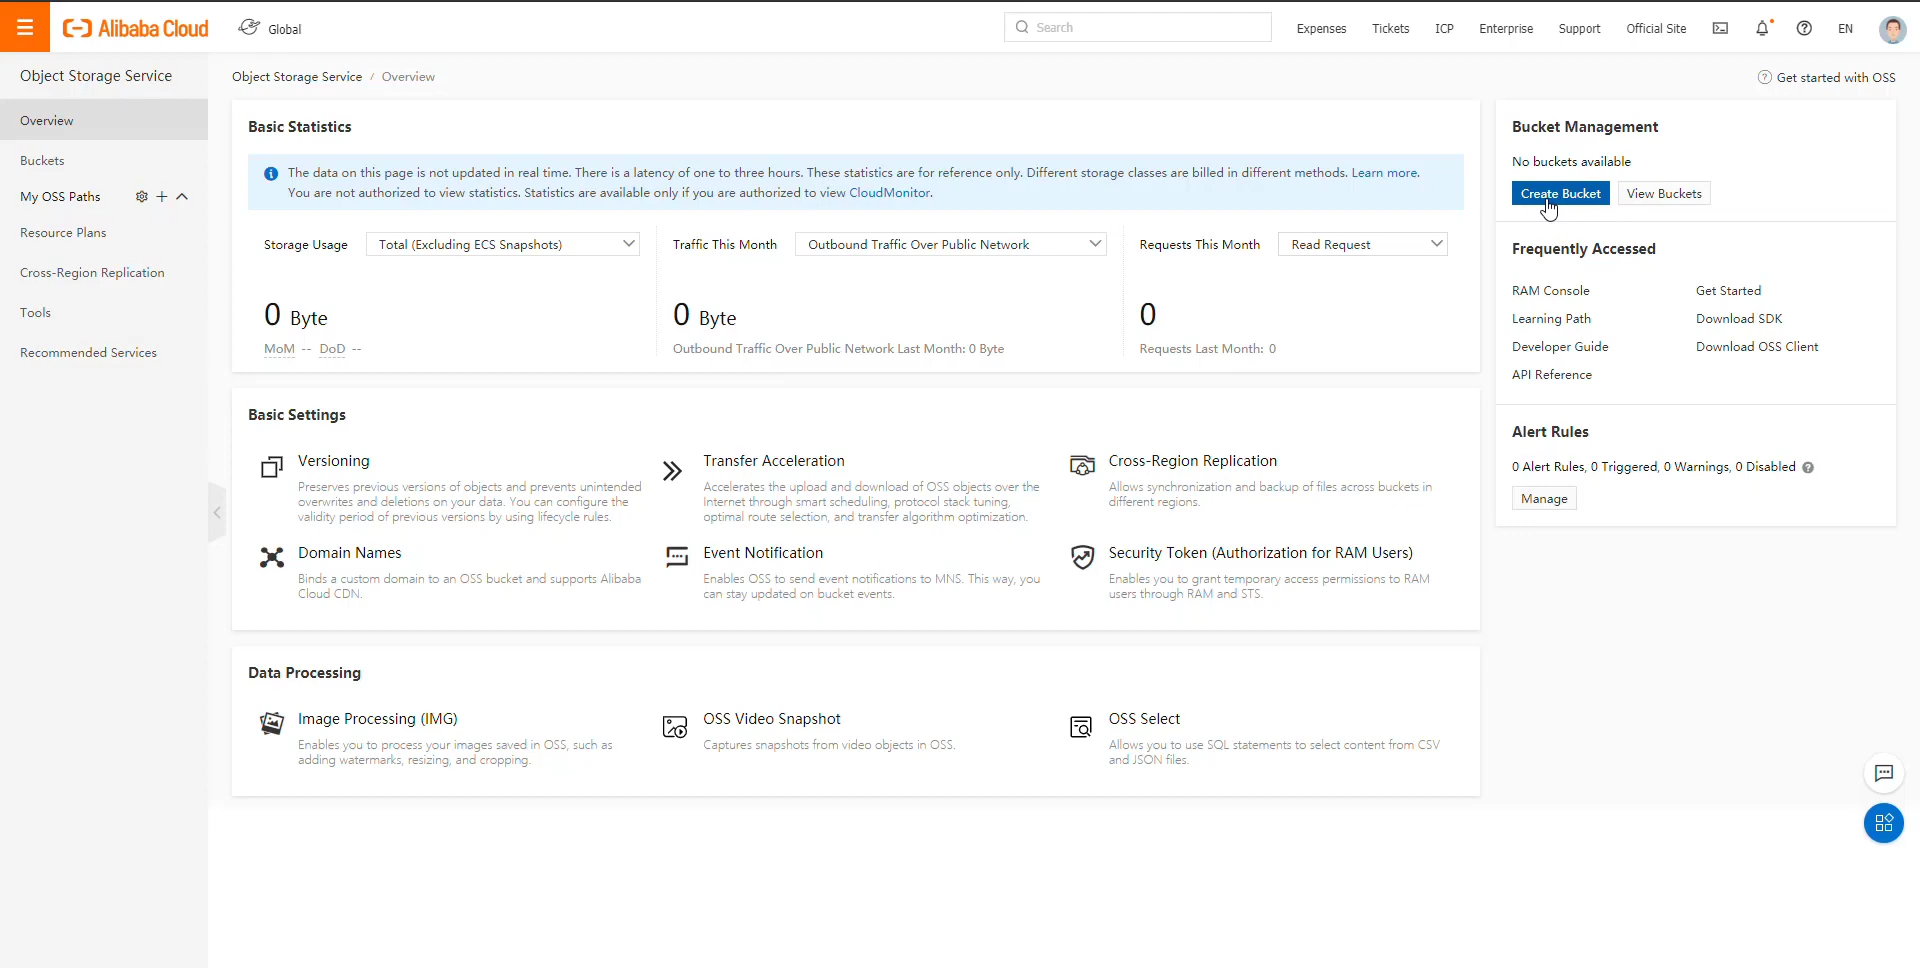 Alibaba Cloud
Global
Search
Expenses
Tickets
ICP
Enterprise
Support
Official Site
EN
Object Storage Service
Overview
Buckets
My OSS Paths
Resource Plans
Cross-Region Replication
Tools
Recommended Services
Object Storage Service / Overview
Get started with OSS
Basic Statistics
The data on this page is not updated in real time. There is a latency of one to three hours. These statistics are for reference only. Different storage classes are billed in different methods. Learn more.
You are not authorized to view statistics. Statistics are available only if you are authorized to view CloudMonitor.
Storage Usage
Total (Excluding ECS Snapshots)
0 Byte
MoM -- DoD --
Traffic This Month
Outbound Traffic Over Public Network
0 Byte
Outbound Traffic Over Public Network Last Month: 0 Byte
Requests This Month
Read Request
0
Requests Last Month: 0
Basic Settings
Versioning
Preserves previous versions of objects and prevents unintended
overwrites and deletions on your data. You can configure the
validity period of previous versions by using lifecycle rules.
Transfer Acceleration
Accelerates the upload and download of OSS objects over the
Internet through smart scheduling, protocol stack tuning,
optimal route selection, and transfer algorithm optimization.
Cross-Region Replication
Allows synchronization and backup of files across buckets in
different regions.
Domain Names
Binds a custom domain to an OSS bucket and supports Alibaba
Cloud CDN.
Event Notification
Enables OSS to send event notifications to MNS. This way, you
can stay updated on bucket events.
Security Token (Authorization for RAM Users)
Enables you to grant temporary access permissions to RAM
users through RAM and STS.
Data Processing
Image Processing (IMG)
Enables you to process your images saved in OSS, such as
adding watermarks, resizing, and cropping.
OSS Video Snapshot
Captures snapshots from video objects in OSS.
OSS Select
Allows you to use SQL statements to select content from CSV
and JSON files.
Bucket Management
No buckets available
Create Bucket
View Buckets
Frequently Accessed
RAM Console
Get Started
Learning Path
Download SDK
Developer Guide
Download OSS Client
API Reference
Alert Rules
0 Alert Rules, 0 Triggered, 0 Warnings, 0 Disabled
Manage